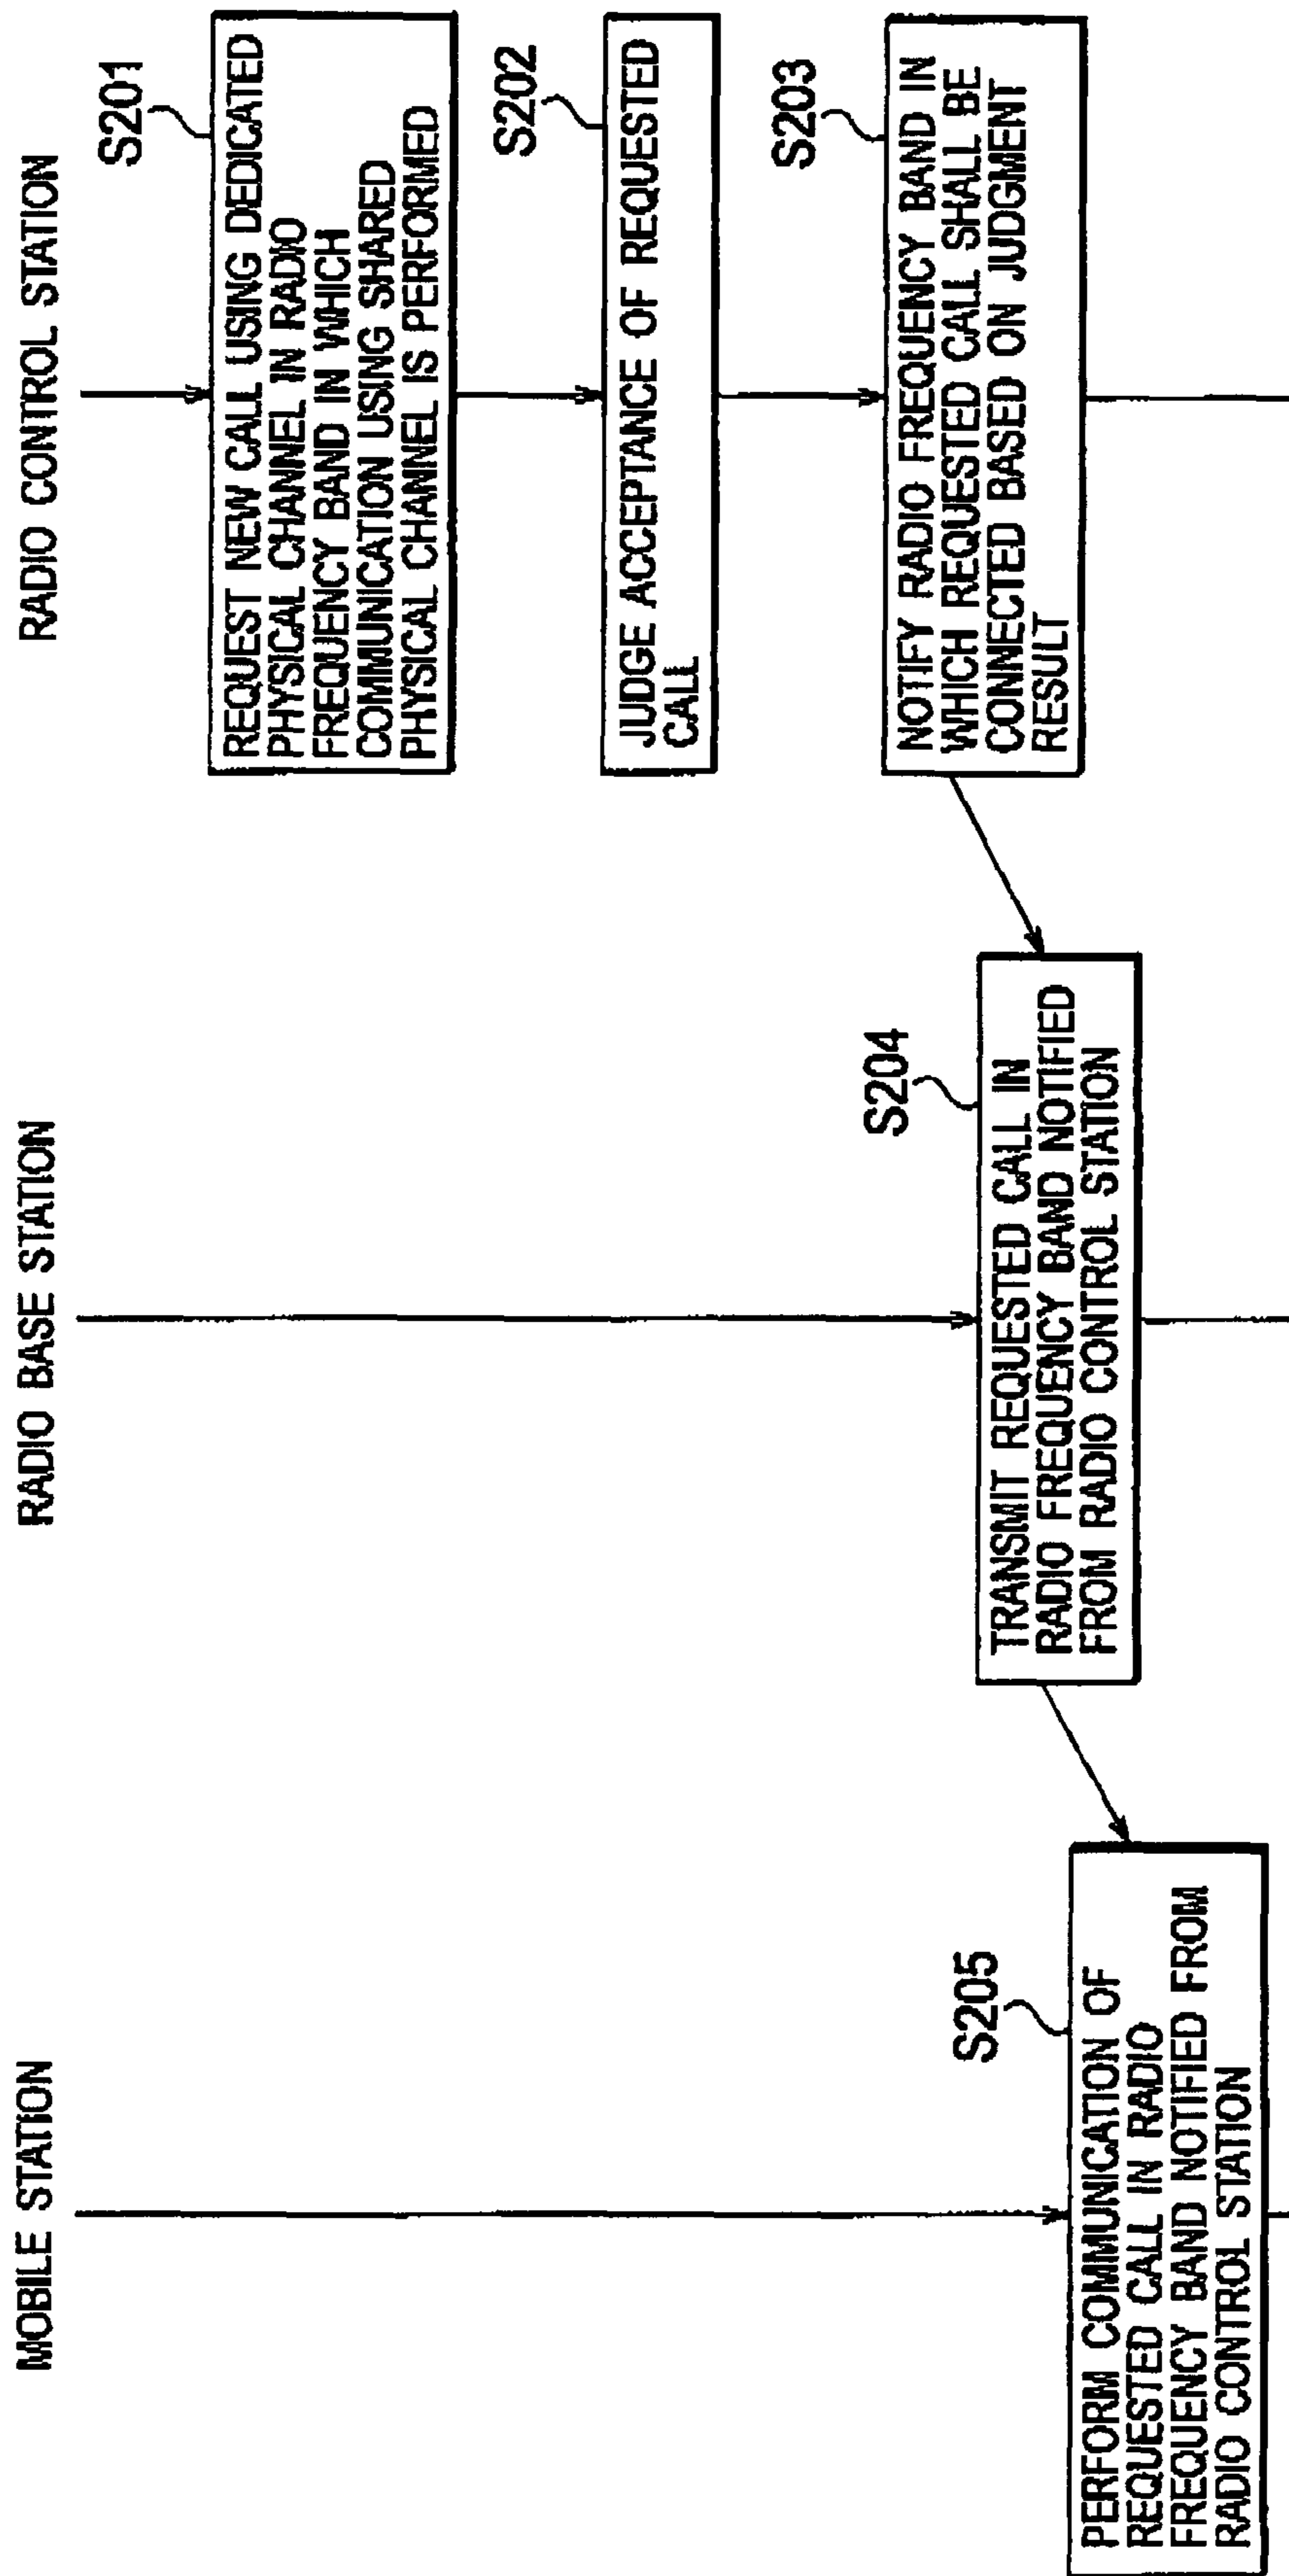 MOBILE STATION
RADIO BASE STATION
RADIO CONTROL STATION
S201
REQUEST NEW CALL USING DEDICATED
PHYSICAL CHANNEL IN RADIO
FREQUENCY BAND IN WHICH
COMMUNICATION USING SHARED
PHYSICAL CHANNEL IS PERFORMED
S202
JUDGE ACCEPTANCE OF REQUESTED
CALL
S203
NOTIFY RADIO FREQUENCY BAND IN
WHICH REQUESTED CALL SHALL BE
CONNECTED BASED ON JUDGMENT
RESULT
S204
TRANSMIT REQUESTED CALL IN
RADIO FREQUENCY BAND NOTIFIED
FROM RADIO CONTROL STATION
S205
PERFORM COMMUNICATION OF
REQUESTED CALL IN RADIO
FREQUENCY BAND NOTIFIED FROM
RADIO CONTROL STATION